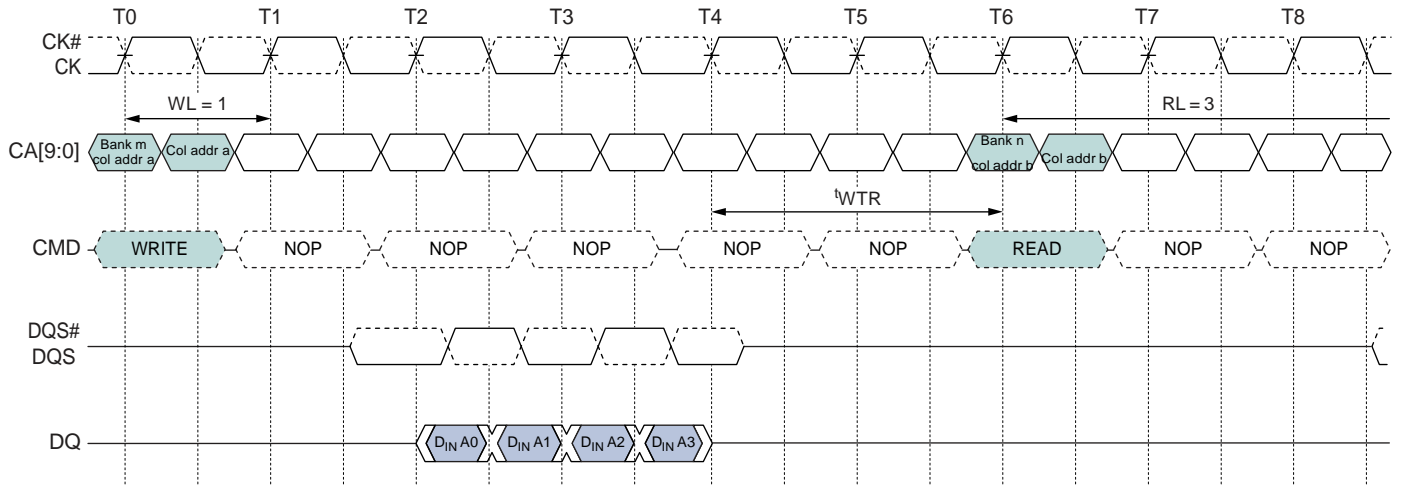 T0 T1 T2 T3 T4 T5 T6 T7 T8
CK#
CK
WL = 1
RL = 3
CA[9:0]
Bank m
col addr a
Col addr a
Bank n
col addr b
Col addr b
tWTR
CMD
WRITE NOP NOP NOP NOP NOP READ NOP NOP
DQS#
DQS
DQ
DIN A0 DIN A1 DIN A2 DIN A3